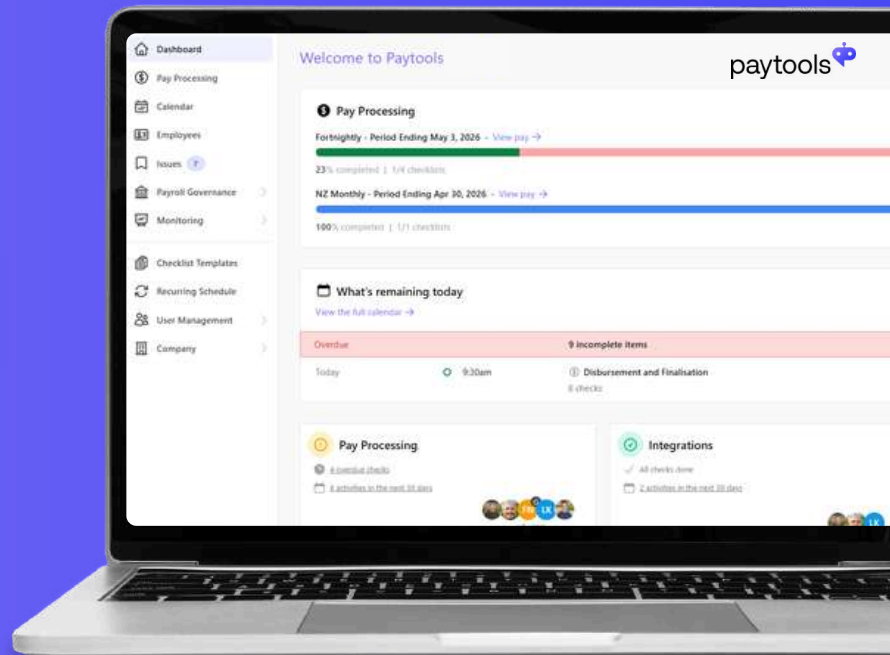 Dashboard
Pay Processing
Calendar
Employees
Issues 7
Payroll Governance
Monitoring
Checklist Templates
Recurring Schedule
User Management
Company
Welcome to Paytools
paytools
Pay Processing
Fortnightly - Period Ending May 3, 2026 - View pay →
23% completed | 1/4 checklists
NZ Monthly - Period Ending Apr 30, 2026 - View pay →
100% completed | 1/1 checklists
What's remaining today
View the full calendar →
Overdue 9 incomplete items
Today 9:30am Disbursement and Finalisation
8 checks
Pay Processing
4 overdue checks
4 activities in the next 30 days
LK
Integrations
All checks done
2 activities in the next 30 days
LK